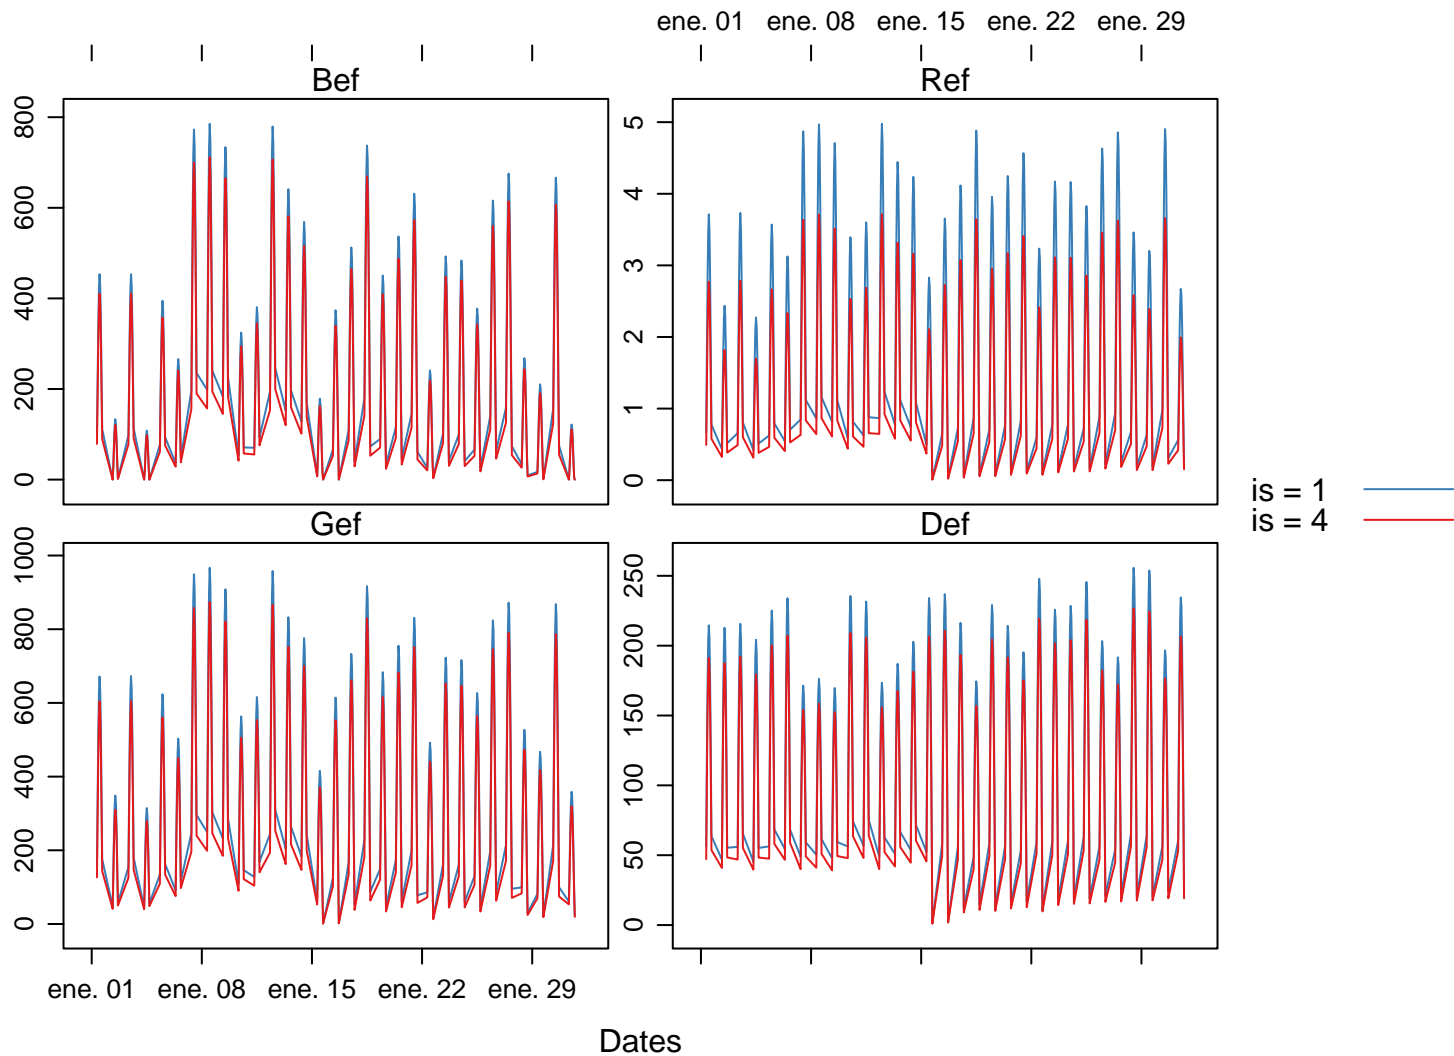 ene. 01 ene. 08 ene. 15 ene. 22 ene. 29
Bef
Ref
0 200 400 600 800
0 1 2 3 4 5
is = 1
is = 4
Gef
Def
0 200 400 600 800 1000
0 50 100 150 200 250
ene. 01 ene. 08 ene. 15 ene. 22 ene. 29
Dates